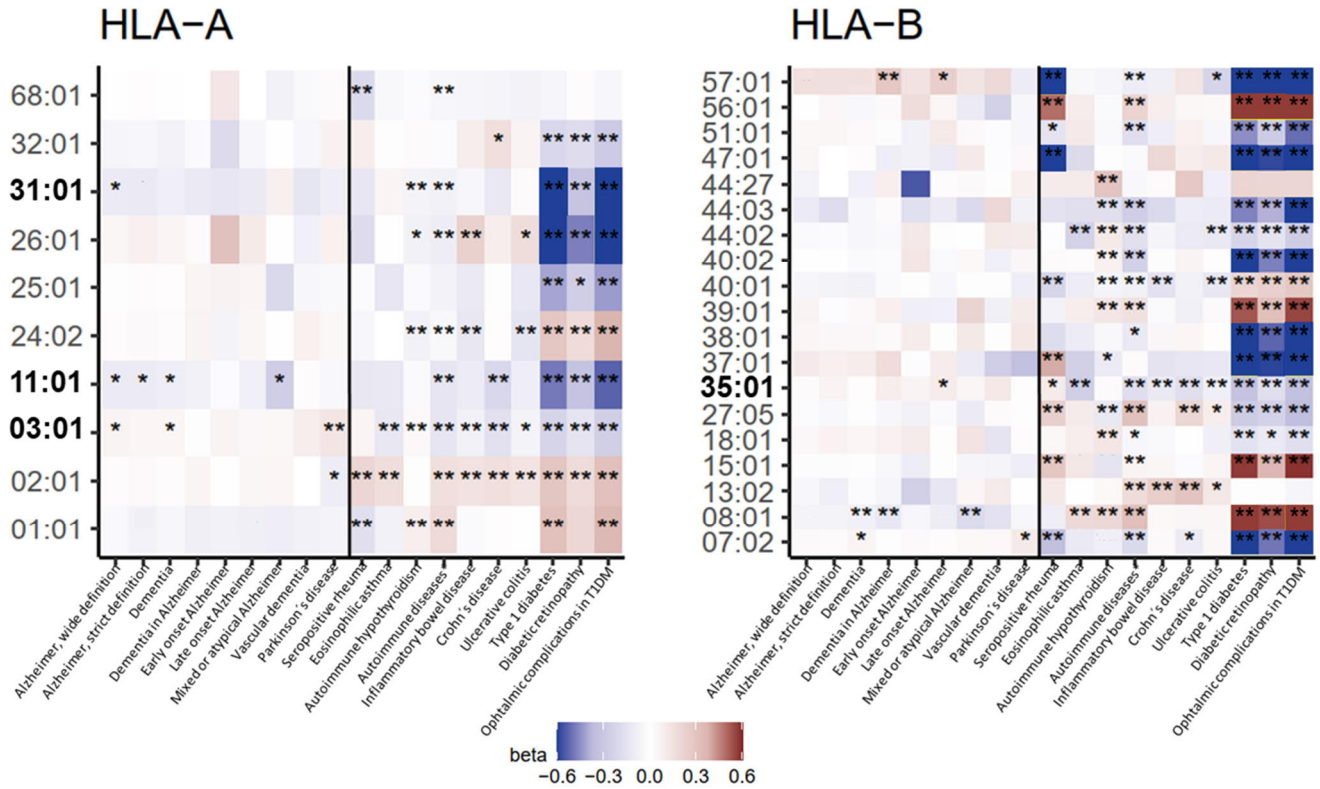 HLA−A
68:01 ** **
32:01 * ** ** **
31:01 * ** ** ** ** **
26:01 * ** ** * ** ** **
25:01 ** * **
24:02 ** ** ** ** ** ** **
11:01 * * * * ** ** ** ** **
03:01 * * ** ** ** ** ** ** * ** ** **
02:01 * ** ** ** ** ** ** ** ** **
01:01 ** ** ** ** **
Alzheimer, wide definition
Alzheimer, strict definition
Dementia
Dementia in Alzheimer
Early onset Alzheimer
Late onset Alzheimer
Mixed or atypical Alzheimer
Vascular dementia
Parkinson´s disease
Seropositive rheuma
Eosinophilic asthma
Autoimmune hypothyroidism
Autoimmune diseases
Inflammatory bowel disease
Crohn´s disease
Ulcerative colitis
Type 1 diabetes
Diabetic retinopathy
Ophtalmic complications in T1DM
HLA−B
57:01 ** * ** ** * ** ** **
56:01 ** ** ** ** **
51:01 * ** ** ** **
47:01 ** ** ** **
44:27 **
44:03 ** ** ** ** **
44:02 ** ** ** ** ** ** **
40:02 ** ** ** ** **
40:01 ** ** ** ** ** ** ** **
39:01 ** ** ** ** **
38:01 * ** ** **
37:01 ** * ** ** **
35:01 * * ** ** ** ** ** ** ** **
27:05 ** ** ** ** * ** ** **
18:01 ** * ** * **
15:01 ** ** ** ** **
13:02 ** ** ** *
08:01 ** ** ** ** ** ** ** ** **
07:02 * * ** ** * ** ** **
Alzheimer, wide definition
Alzheimer, strict definition
Dementia
Dementia in Alzheimer
Early onset Alzheimer
Late onset Alzheimer
Mixed or atypical Alzheimer
Vascular dementia
Parkinson´s disease
Seropositive rheuma
Eosinophilic asthma
Autoimmune hypothyroidism
Autoimmune diseases
Inflammatory bowel disease
Crohn´s disease
Ulcerative colitis
Type 1 diabetes
Diabetic retinopathy
Ophtalmic complications in T1DM
beta
−0.6 −0.3 0.0 0.3 0.6